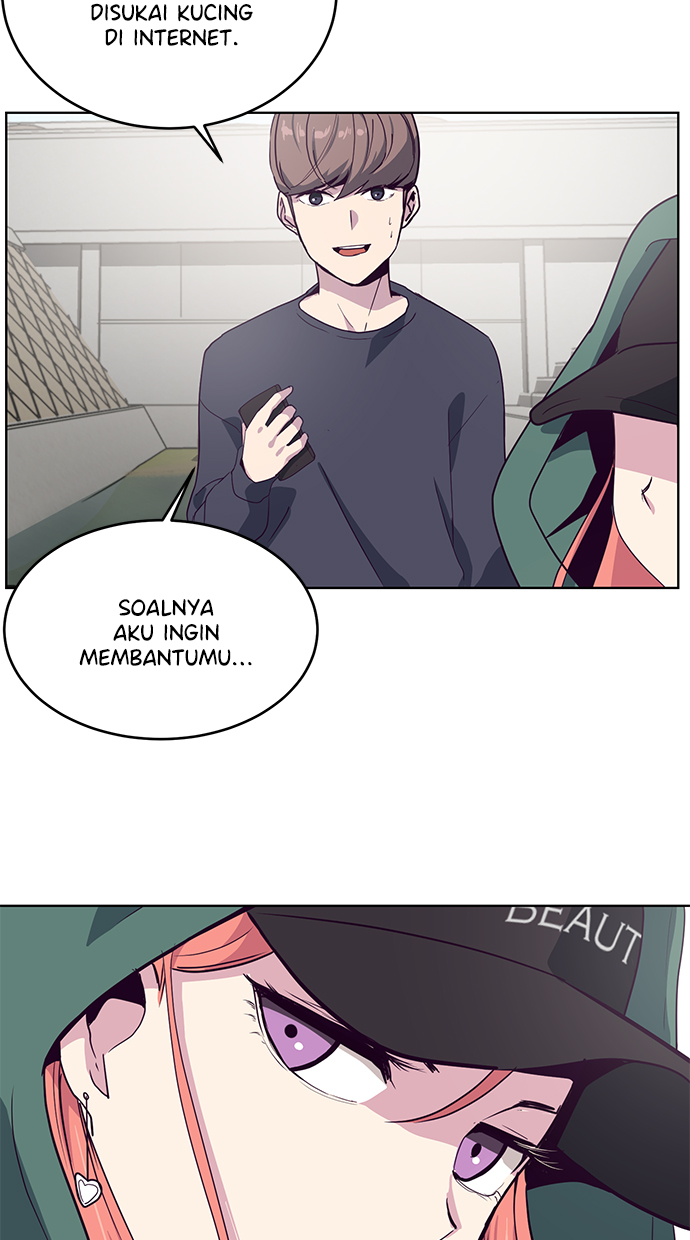 DISUKAI KUCING
DI INTERNET.
SOALNYA
AKU INGIN
MEMBANTUMU...
BEAUT